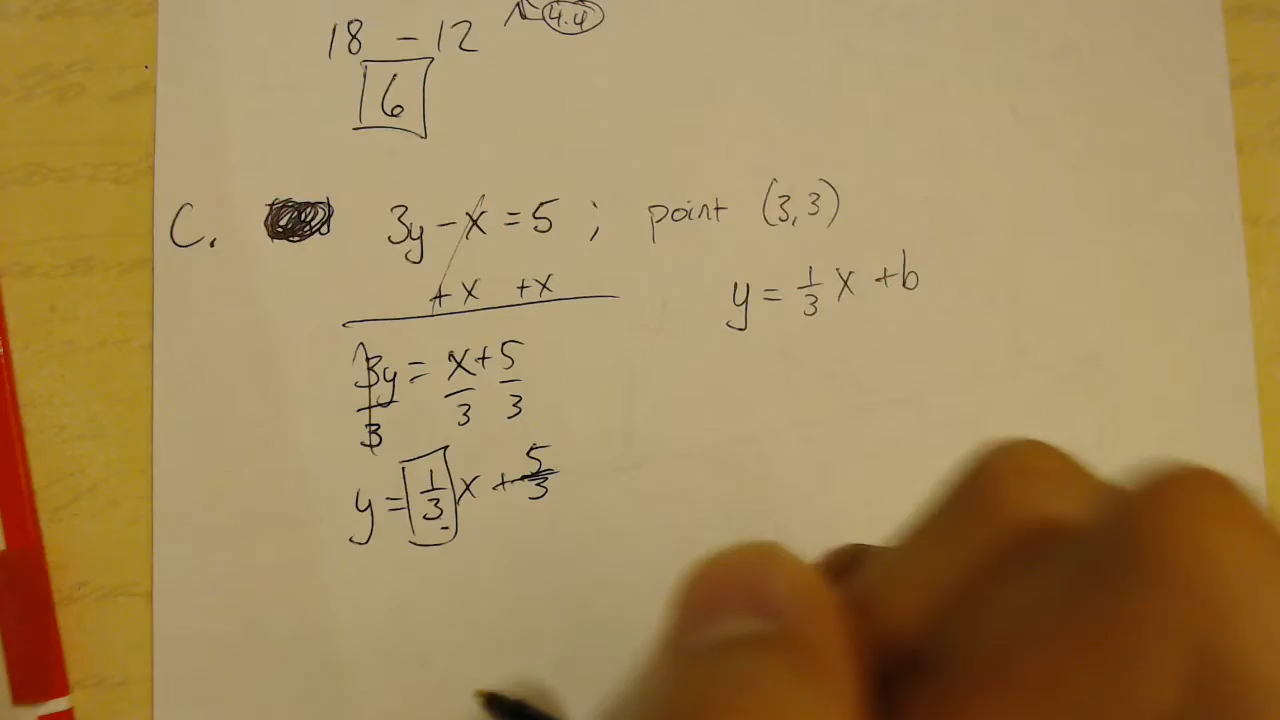 18 - 12
4.4
6
C. 3y - x = 5 ; point (3,3)
+x +x
y = 1/3 x + b
3y = x + 5
3 3 3
y = 1/3 x + 5/3